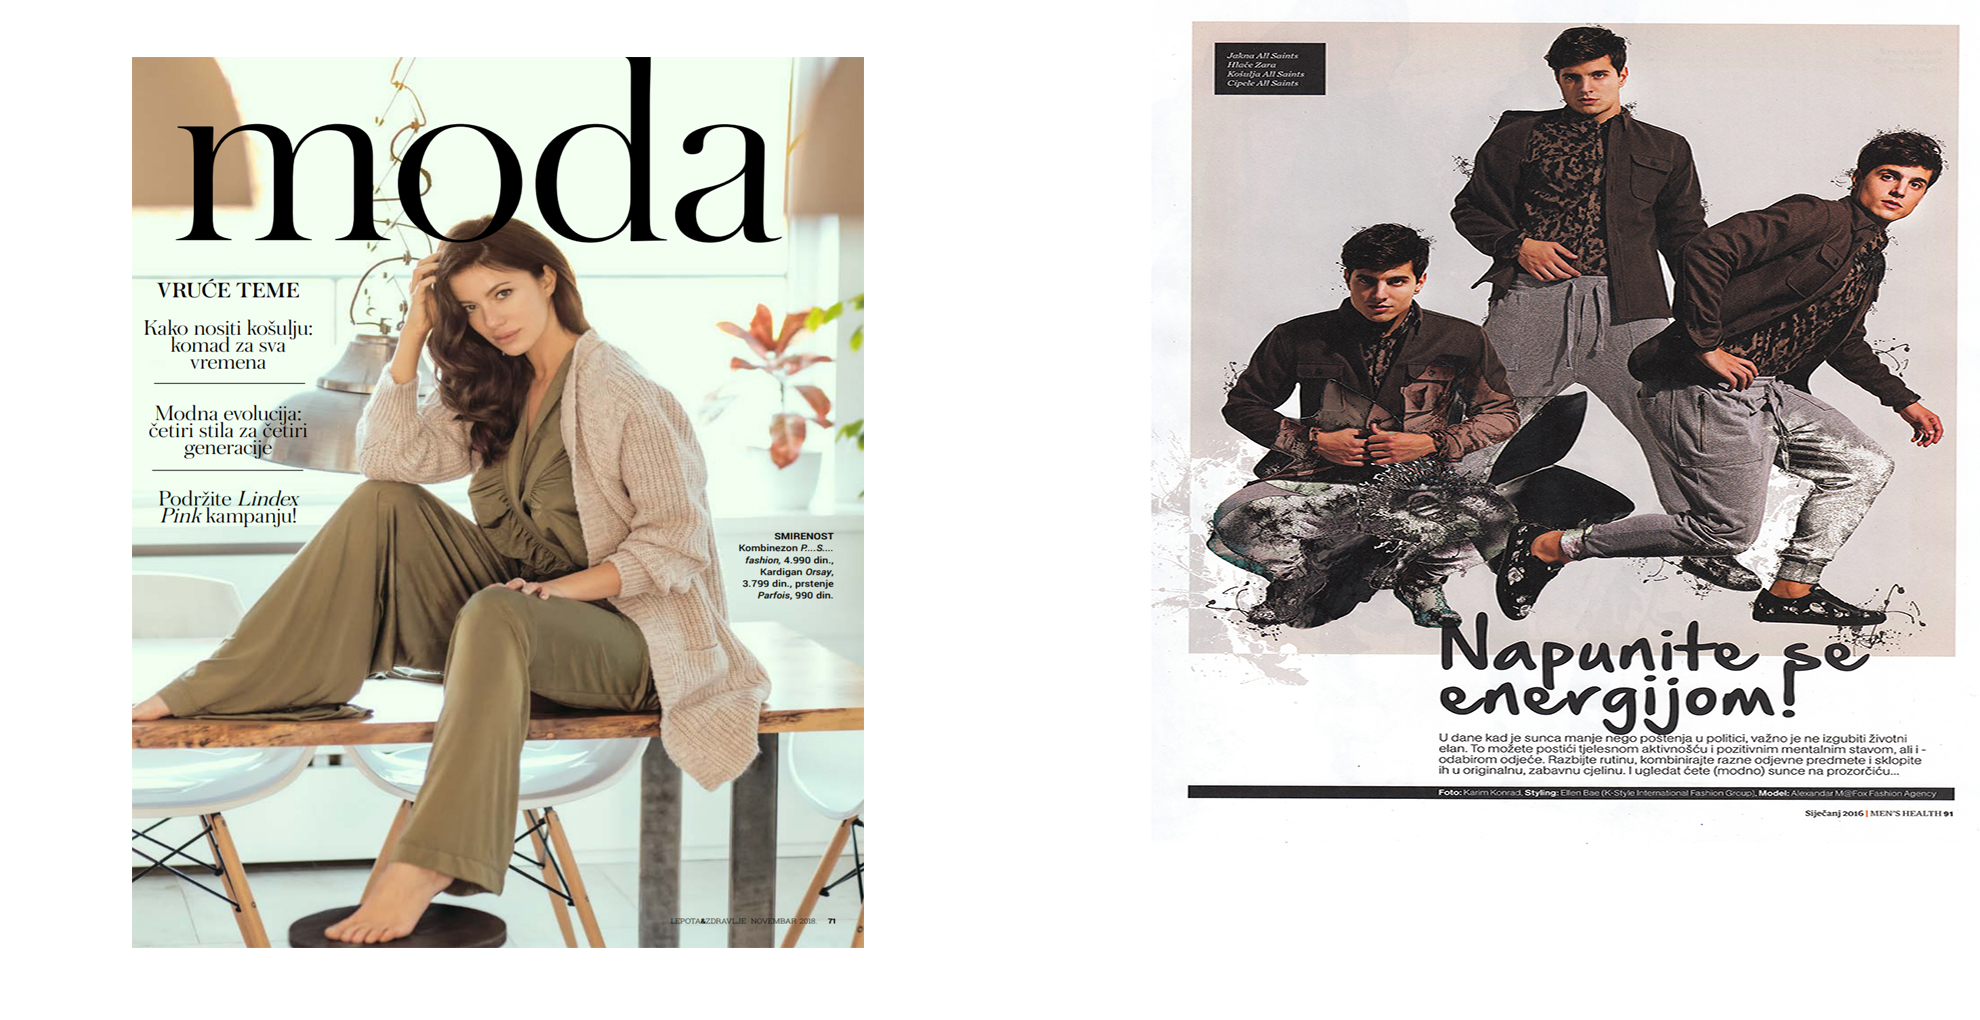 moda
VRUĆE TEME
Kako nositi košulju:
komad za sva
vremena
Modna evolucija:
četiri stila za četiri
generacije
Podržite Lindex
Pink kampanju!
SMIRENOST
Kombinezon P....S....
fashion, 4.990 din.,
Kardigan Orsay,
3.799 din., prstenje
Parfois, 990 din.
LEPOTA&ZDRAVLJE NOVEMBAR 2018. 71
Jakna All Saints
Hlače Zara
Košulja All Saints
Cipele All Saints
Napunite se
energijom!
U dane kad je sunca manje nego poštenja u politici, važno je ne izgubiti životni
elan. To možete postići tjelesnom aktivnošću i pozitivnim mentalnim stavom, ali i -
odabirom odjeće. Razbijte rutinu, kombinirajte razne odjevne predmete i sklopite
ih u originalnu, zabavnu cjelinu. I ugledat ćete (modno) sunce na prozorčiću...
Foto: Karim Konrad, Styling: Ellen Bae (K-Style International Fashion Group), Model: Alexandar M@Fox Fashion Agency
Siječanj 2016 | MEN'S HEALTH 91